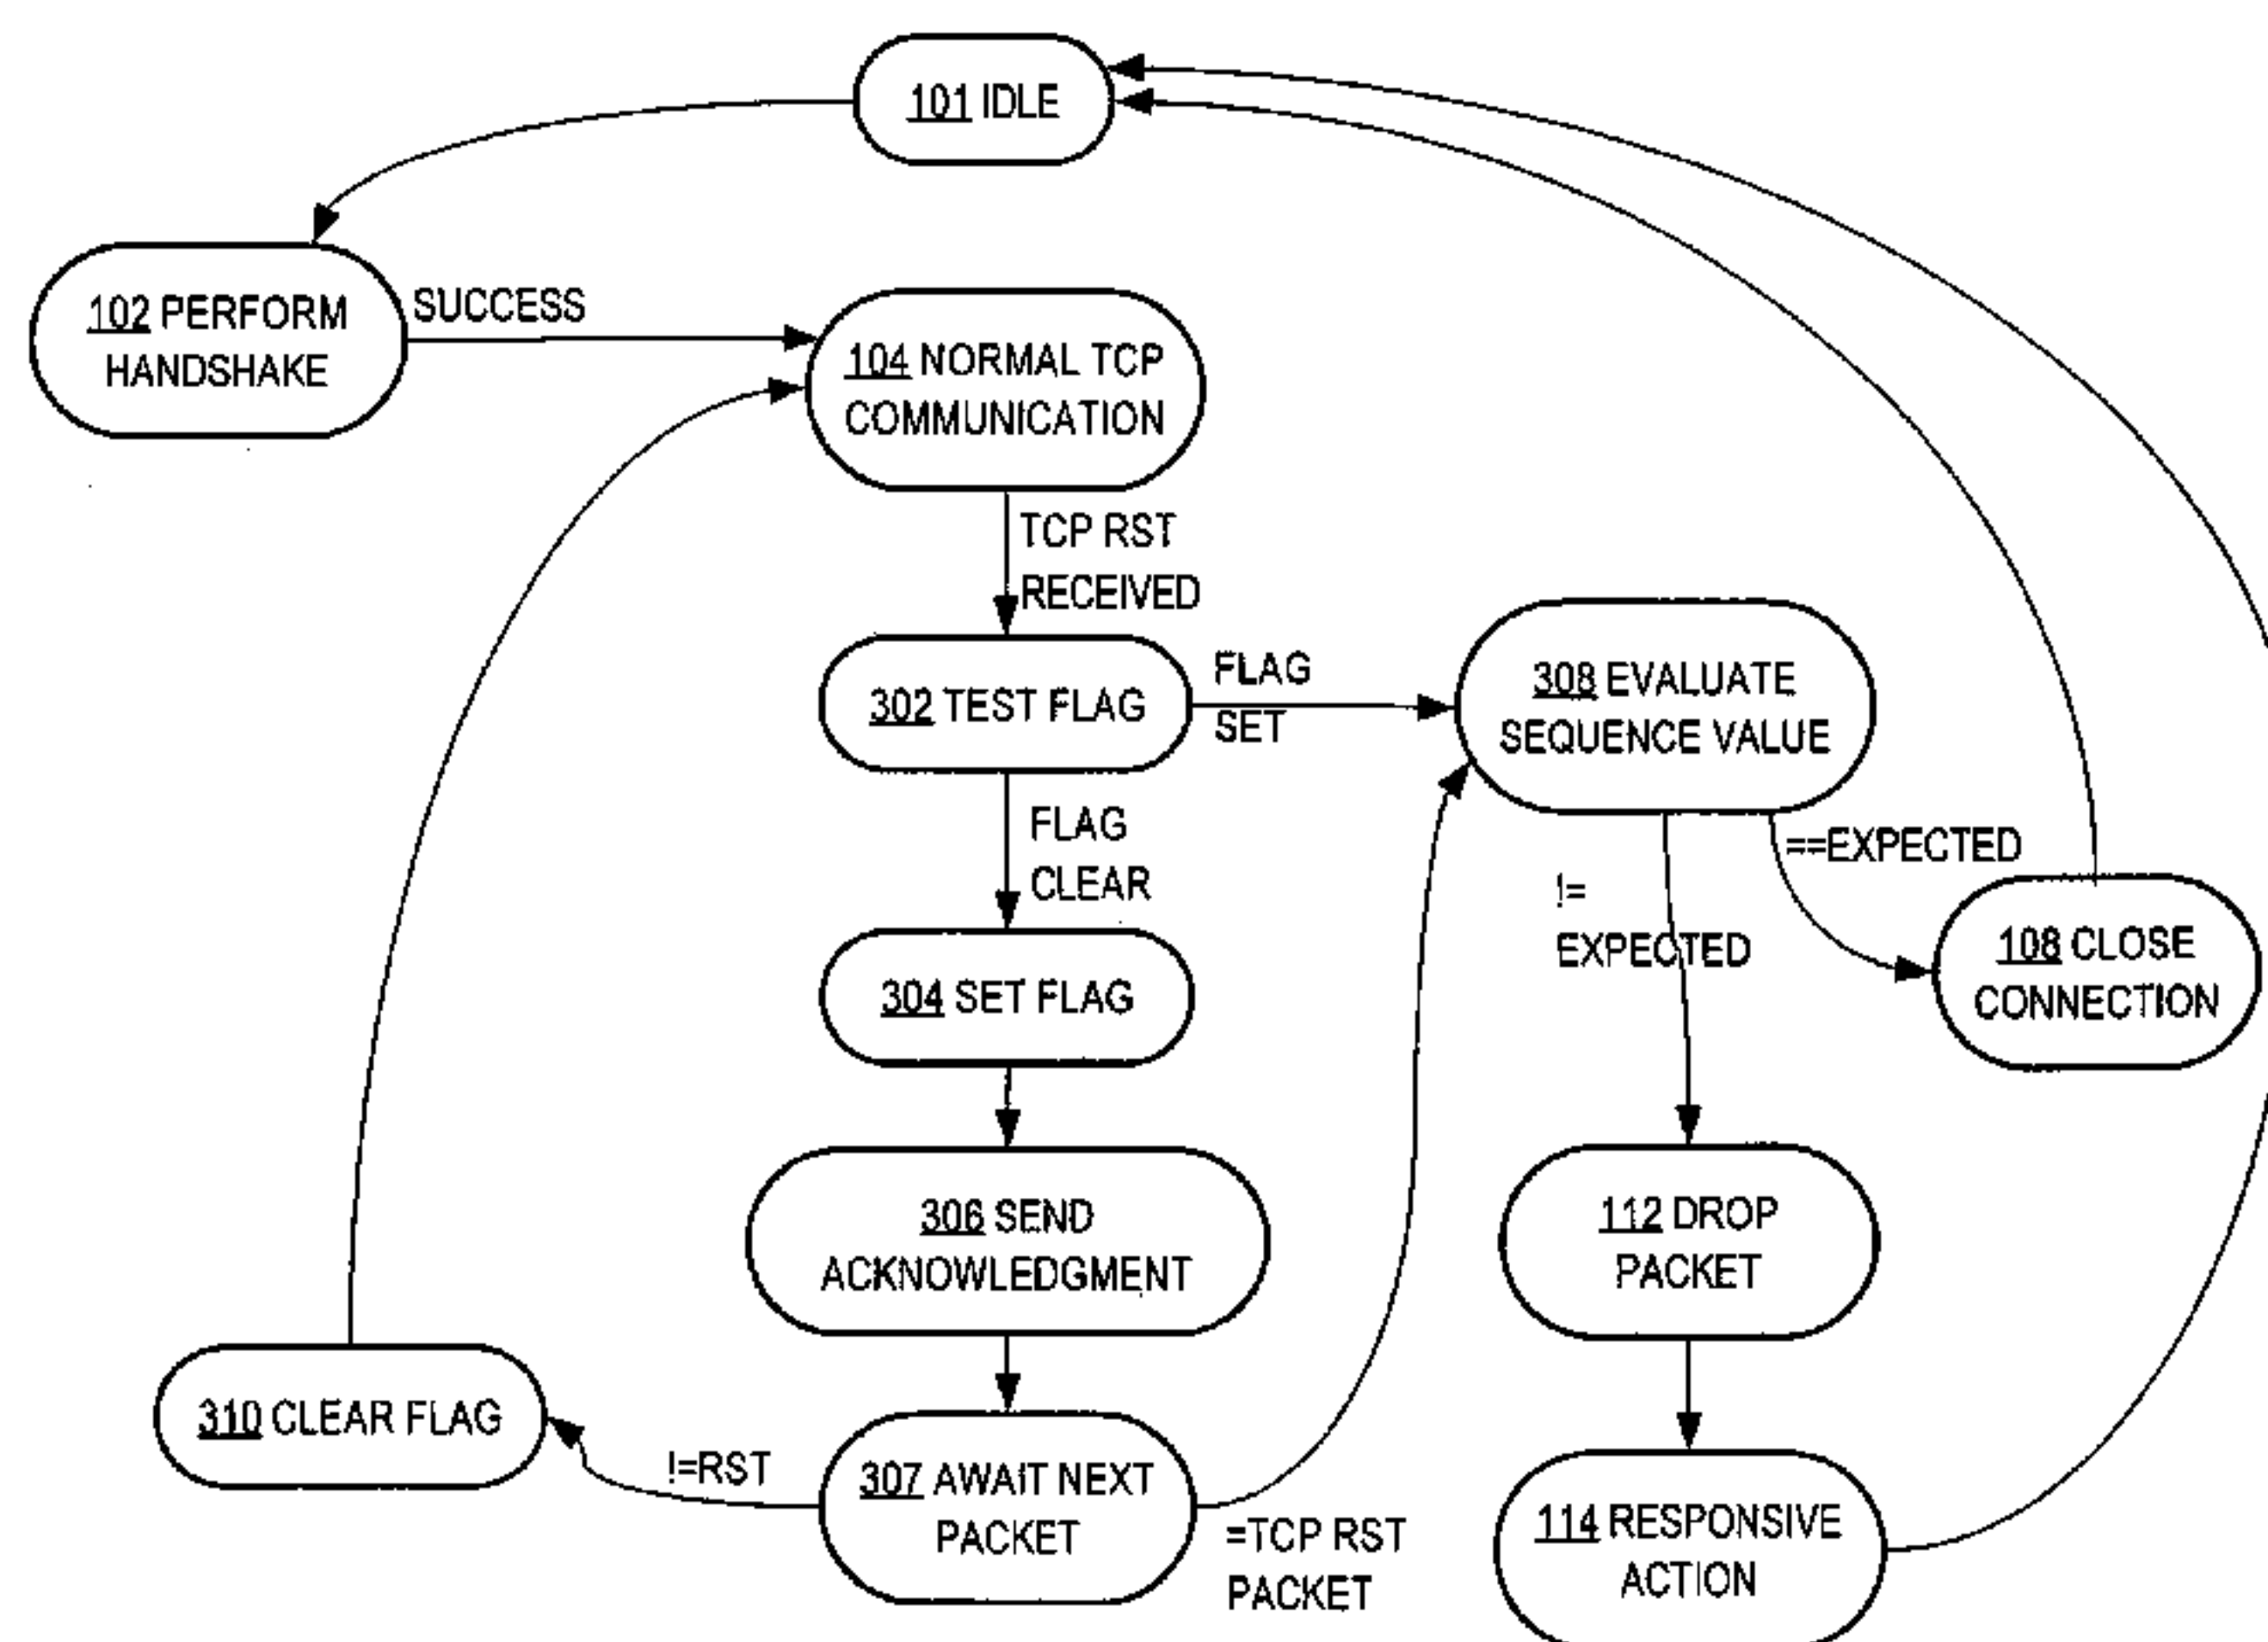 101 IDLE
102 PERFORM
HANDSHAKE
SUCCESS
104 NORMAL TCP
COMMUNICATION
TCP RST
RECEIVED
302 TEST FLAG
FLAG
SET
308 EVALUATE
SEQUENCE VALUE
FLAG
CLEAR
==EXPECTED
!=
EXPECTED
108 CLOSE
CONNECTION
304 SET FLAG
306 SEND
ACKNOWLEDGMENT
112 DROP
PACKET
310 CLEAR FLAG
!=RST
307 AWAIT NEXT
PACKET
=TCP RST
PACKET
114 RESPONSIVE
ACTION